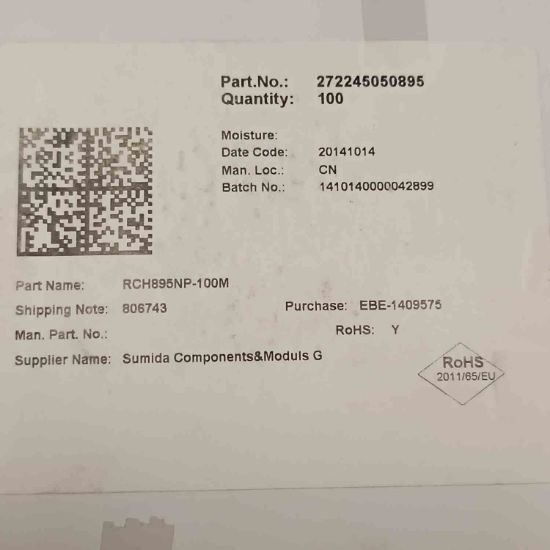 Part.No.: 272245050895
Quantity: 100
Moisture:
Date Code: 20141014
Man. Loc.: CN
Batch No.: 1410140000042899
Part Name: RCH895NP-100M
Shipping Note: 806743
Purchase: EBE-1409575
Man. Part. No.:
RoHS: Y
Supplier Name: Sumida Components&Moduls G
RoHS
2011/65/EU